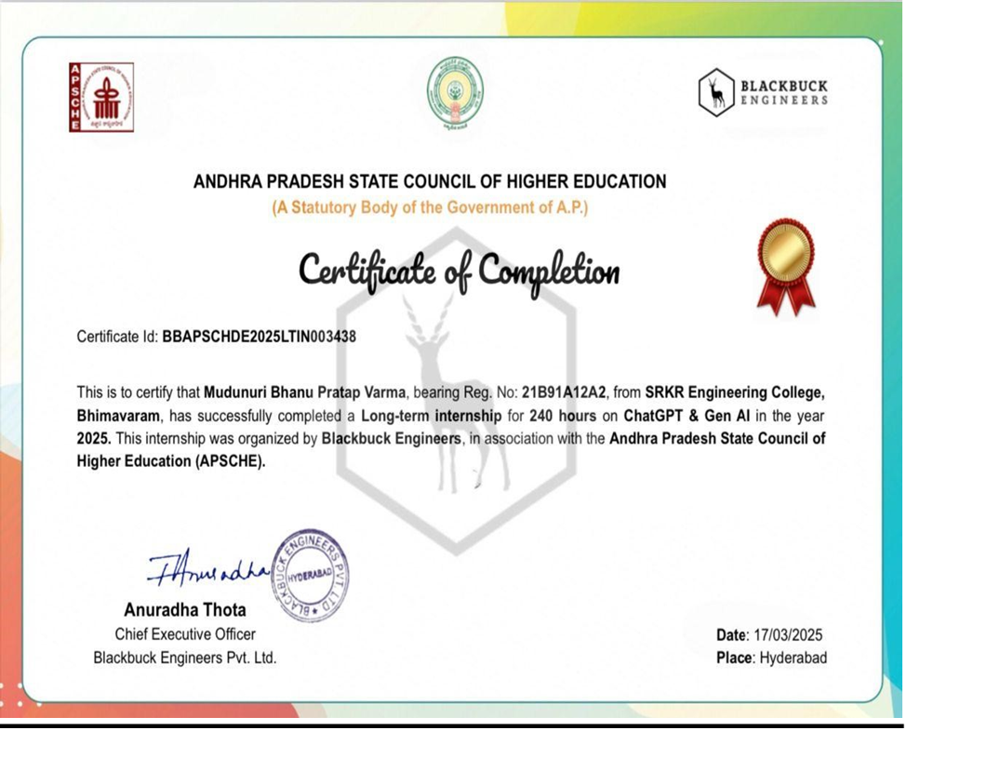 APSCHE
BLACKBUCK
ENGINEERS
ANDHRA PRADESH STATE COUNCIL OF HIGHER EDUCATION
(A Statutory Body of the Government of A.P.)
Certificate of Completion
Certificate Id: BBAPSCHDE2025LTIN003438
This is to certify that Mudunuri Bhanu Pratap Varma, bearing Reg. No: 21B91A12A2, from SRKR Engineering College,
Bhimavaram, has successfully completed a Long-term internship for 240 hours on ChatGPT & Gen AI in the year
2025. This internship was organized by Blackbuck Engineers, in association with the Andhra Pradesh State Council of
Higher Education (APSCHE).
BLACKBUCK ENGINEERS PVT. LTD
HYDERABAD
Anuradha Thota
Chief Executive Officer
Blackbuck Engineers Pvt. Ltd.
Date: 17/03/2025
Place: Hyderabad